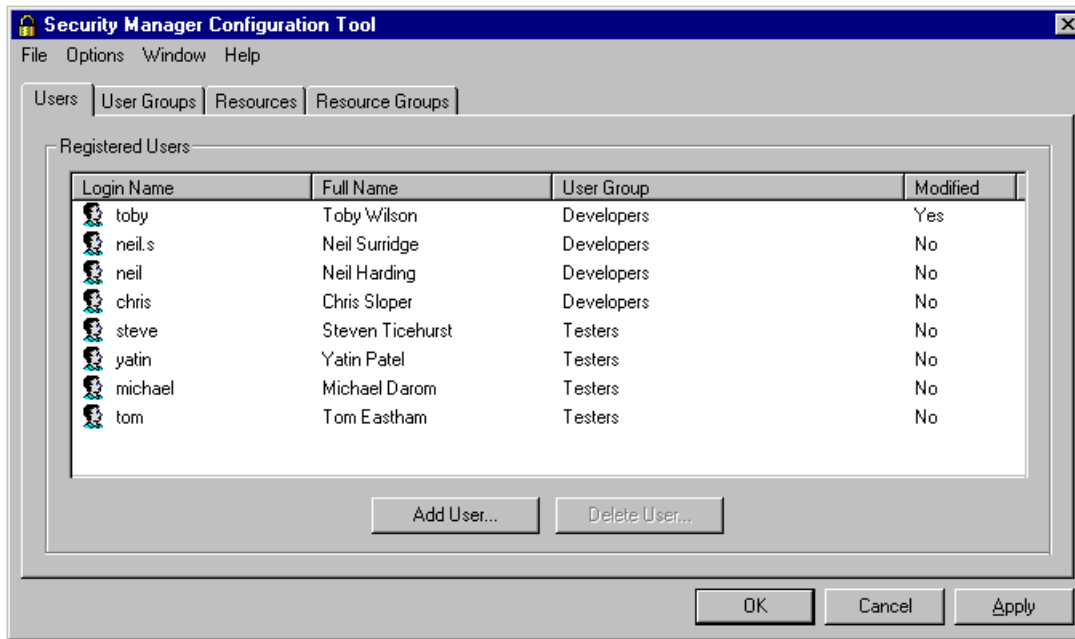 Security Manager Configuration Tool
File Options Window Help
Users User Groups Resources Resource Groups
Registered Users
Login Name Full Name User Group Modified
toby Toby Wilson Developers Yes
neil.s Neil Surridge Developers No
neil Neil Harding Developers No
chris Chris Sloper Developers No
steve Steven Ticehurst Testers No
yatin Yatin Patel Testers No
michael Michael Darom Testers No
tom Tom Eastham Testers No
Add User... Delete User...
OK Cancel Apply